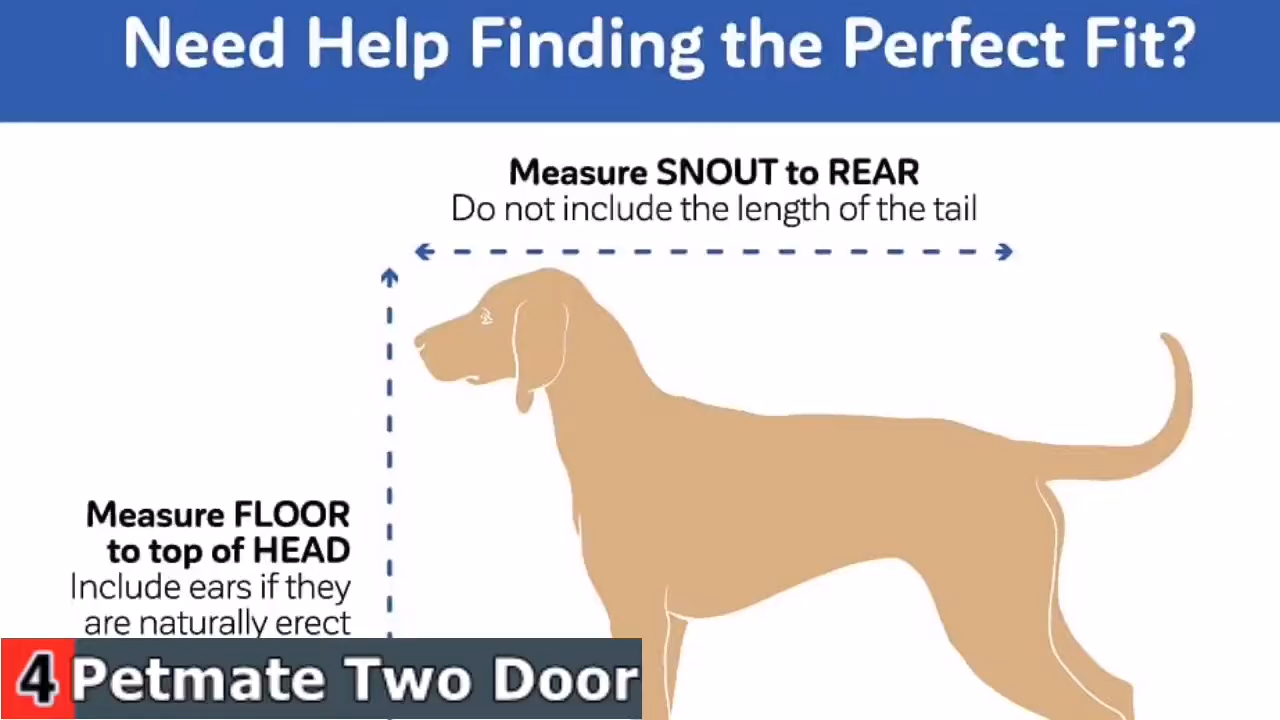 Need Help Finding the Perfect Fit?
Measure SNOUT to REAR
Do not include the length of the tail
Measure FLOOR
to top of HEAD
Include ears if they
are naturally erect
4 Petmate Two Door